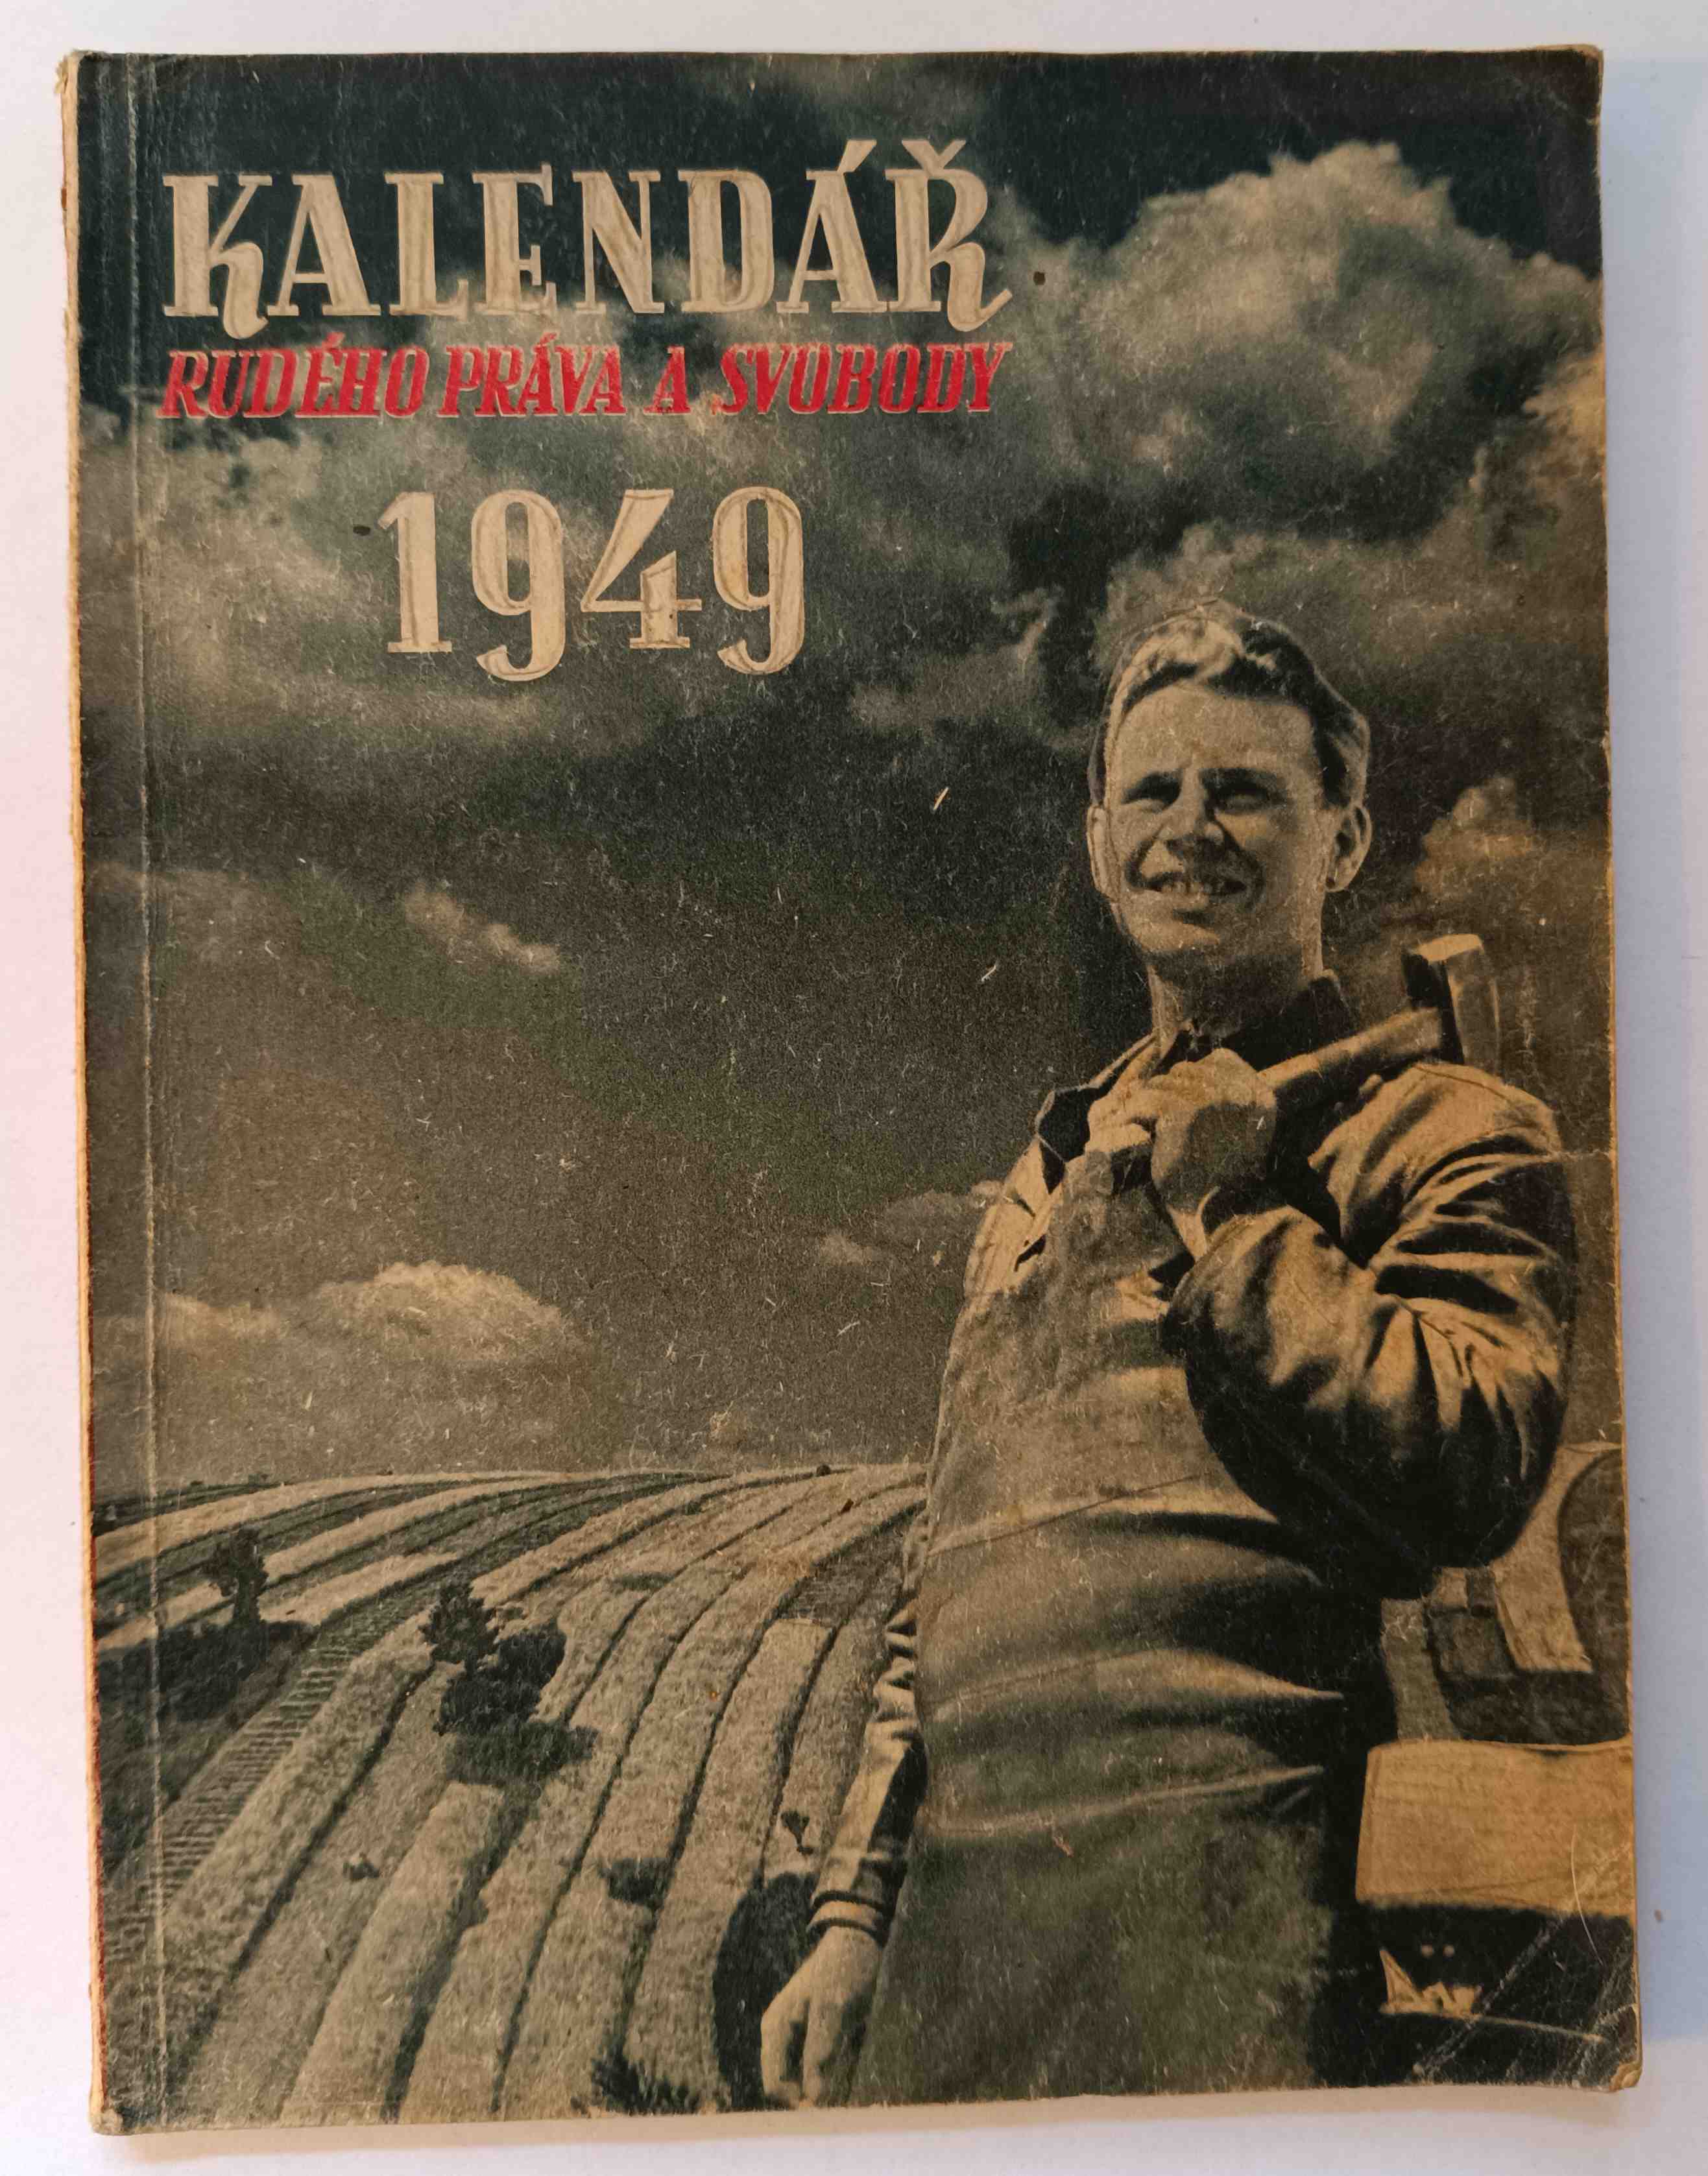 KALENDÁŘ
RUDÉHO PRÁVA A SVOBODY
1949